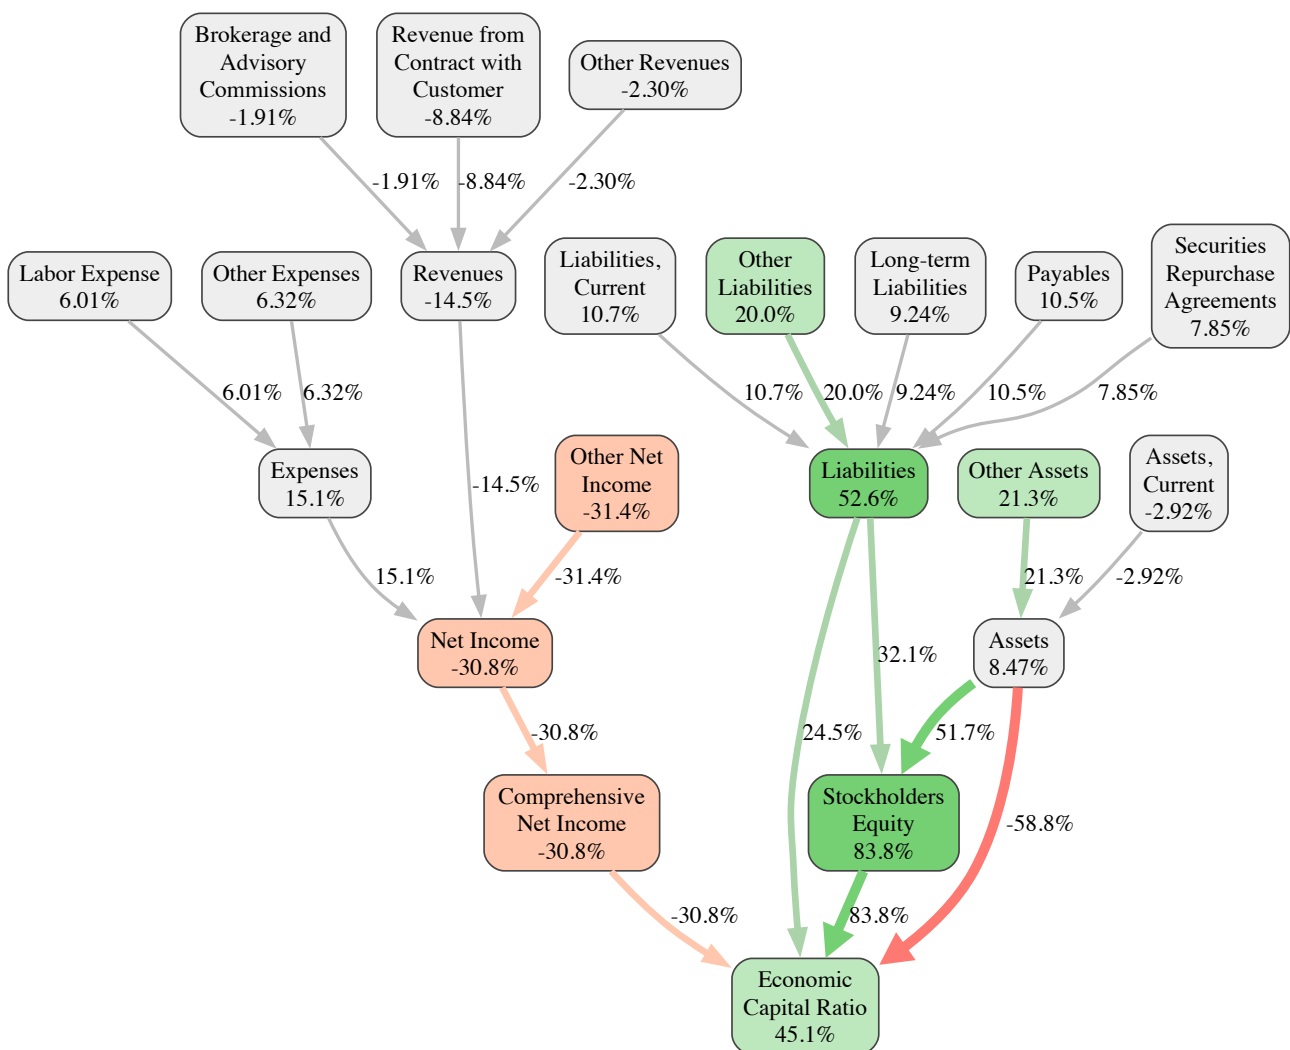 Brokerage and
Advisory
Commissions
-1.91%
Revenue from
Contract with
Customer
-8.84%
Other Revenues
-2.30%
-1.91%
-8.84%
-2.30%
Labor Expense
6.01%
Other Expenses
6.32%
Revenues
-14.5%
Liabilities,
Current
10.7%
Other
Liabilities
20.0%
Long-term
Liabilities
9.24%
Payables
10.5%
Securities
Repurchase
Agreements
7.85%
6.01%
6.32%
10.7%
20.0%
9.24%
10.5%
7.85%
Expenses
15.1%
-14.5%
Other Net
Income
-31.4%
Liabilities
52.6%
Other Assets
21.3%
Assets,
Current
-2.92%
15.1%
-31.4%
21.3%
-2.92%
Net Income
-30.8%
32.1%
Assets
8.47%
-30.8%
24.5%
51.7%
Comprehensive
Net Income
-30.8%
Stockholders
Equity
83.8%
-58.8%
-30.8%
83.8%
Economic
Capital Ratio
45.1%